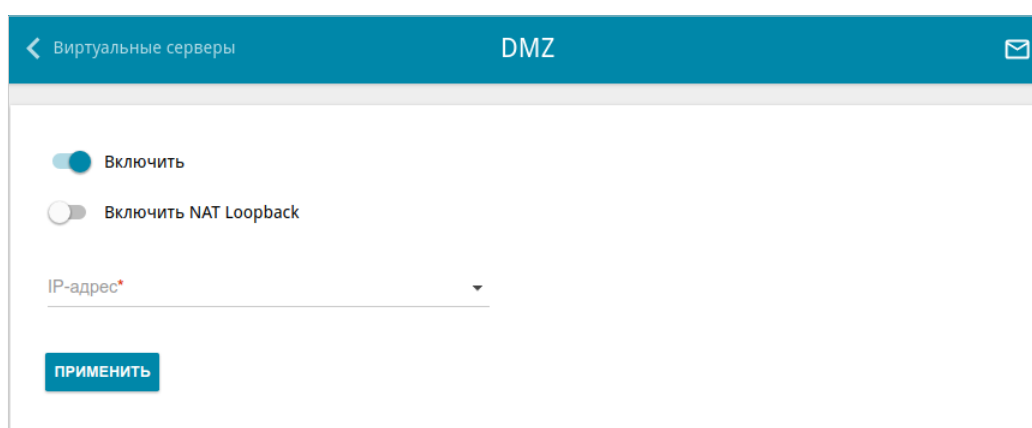 Виртуальные серверы
DMZ
Включить
Включить NAT Loopback
IP-адрес*
ПРИМЕНИТЬ